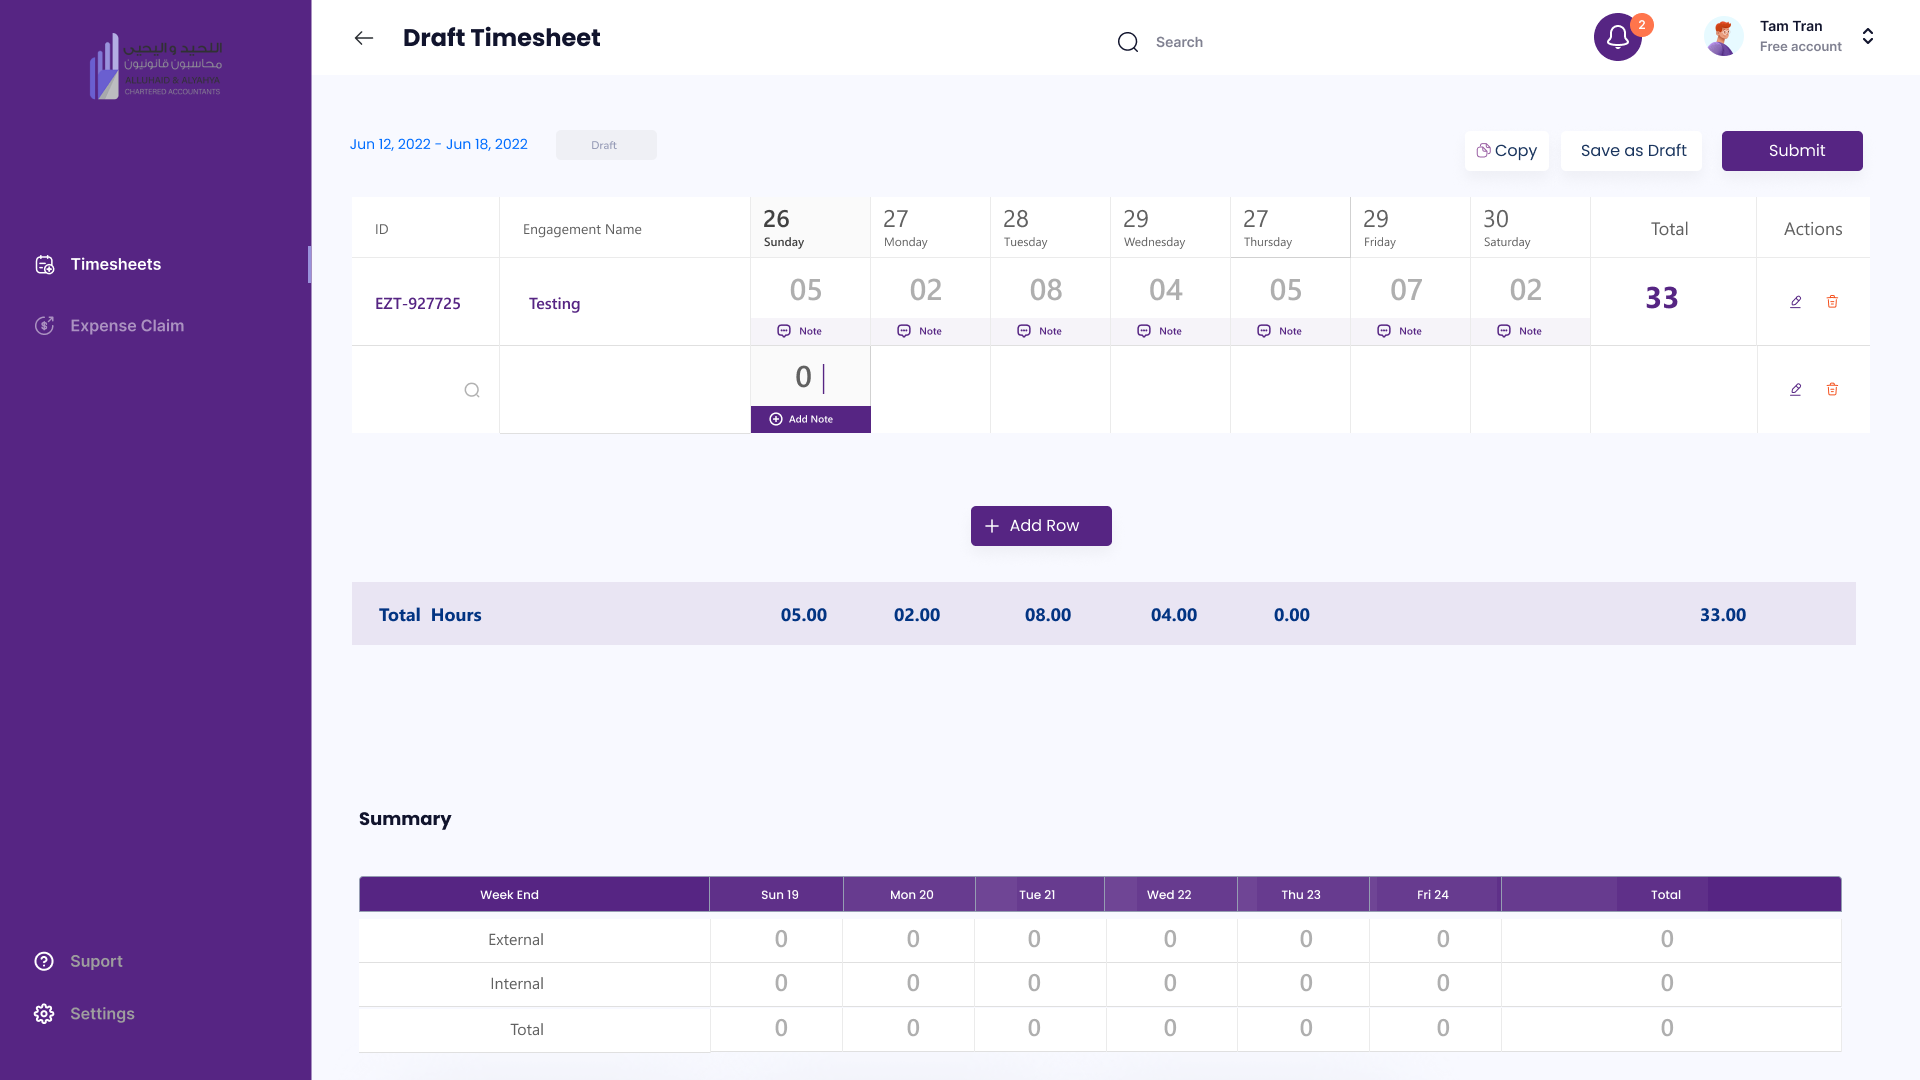 النحيد واليحيى
محاسبون قانونيون
CHARTERED ACCOUNTANTS
Draft Timesheet
Search
2
Tam Tran
Free account
Jun 12, 2022 - Jun 18, 2022
Draft
Copy
Save as Draft
Submit
ID
Engagement Name
26 27 28 29 27 29 30
Sunday Monday Tuesday Wednesday Thursday Friday Saturday
Total
Actions
Timesheets
Expense Claim
EZT-927725
Testing
05 02 08 04 05 07 02
33
Note Note Note Note Note Note Note
0
Add Note
Add Row
Total Hours 05.00 02.00 08.00 04.00 0.00 33.00
Summary
Week End Sun 19 Mon 20 Tue 21 Wed 22 Thu 23 Fri 24 Total
External 0 0 0 0 0 0 0
Internal 0 0 0 0 0 0 0
Total 0 0 0 0 0 0 0
Suport
Settings